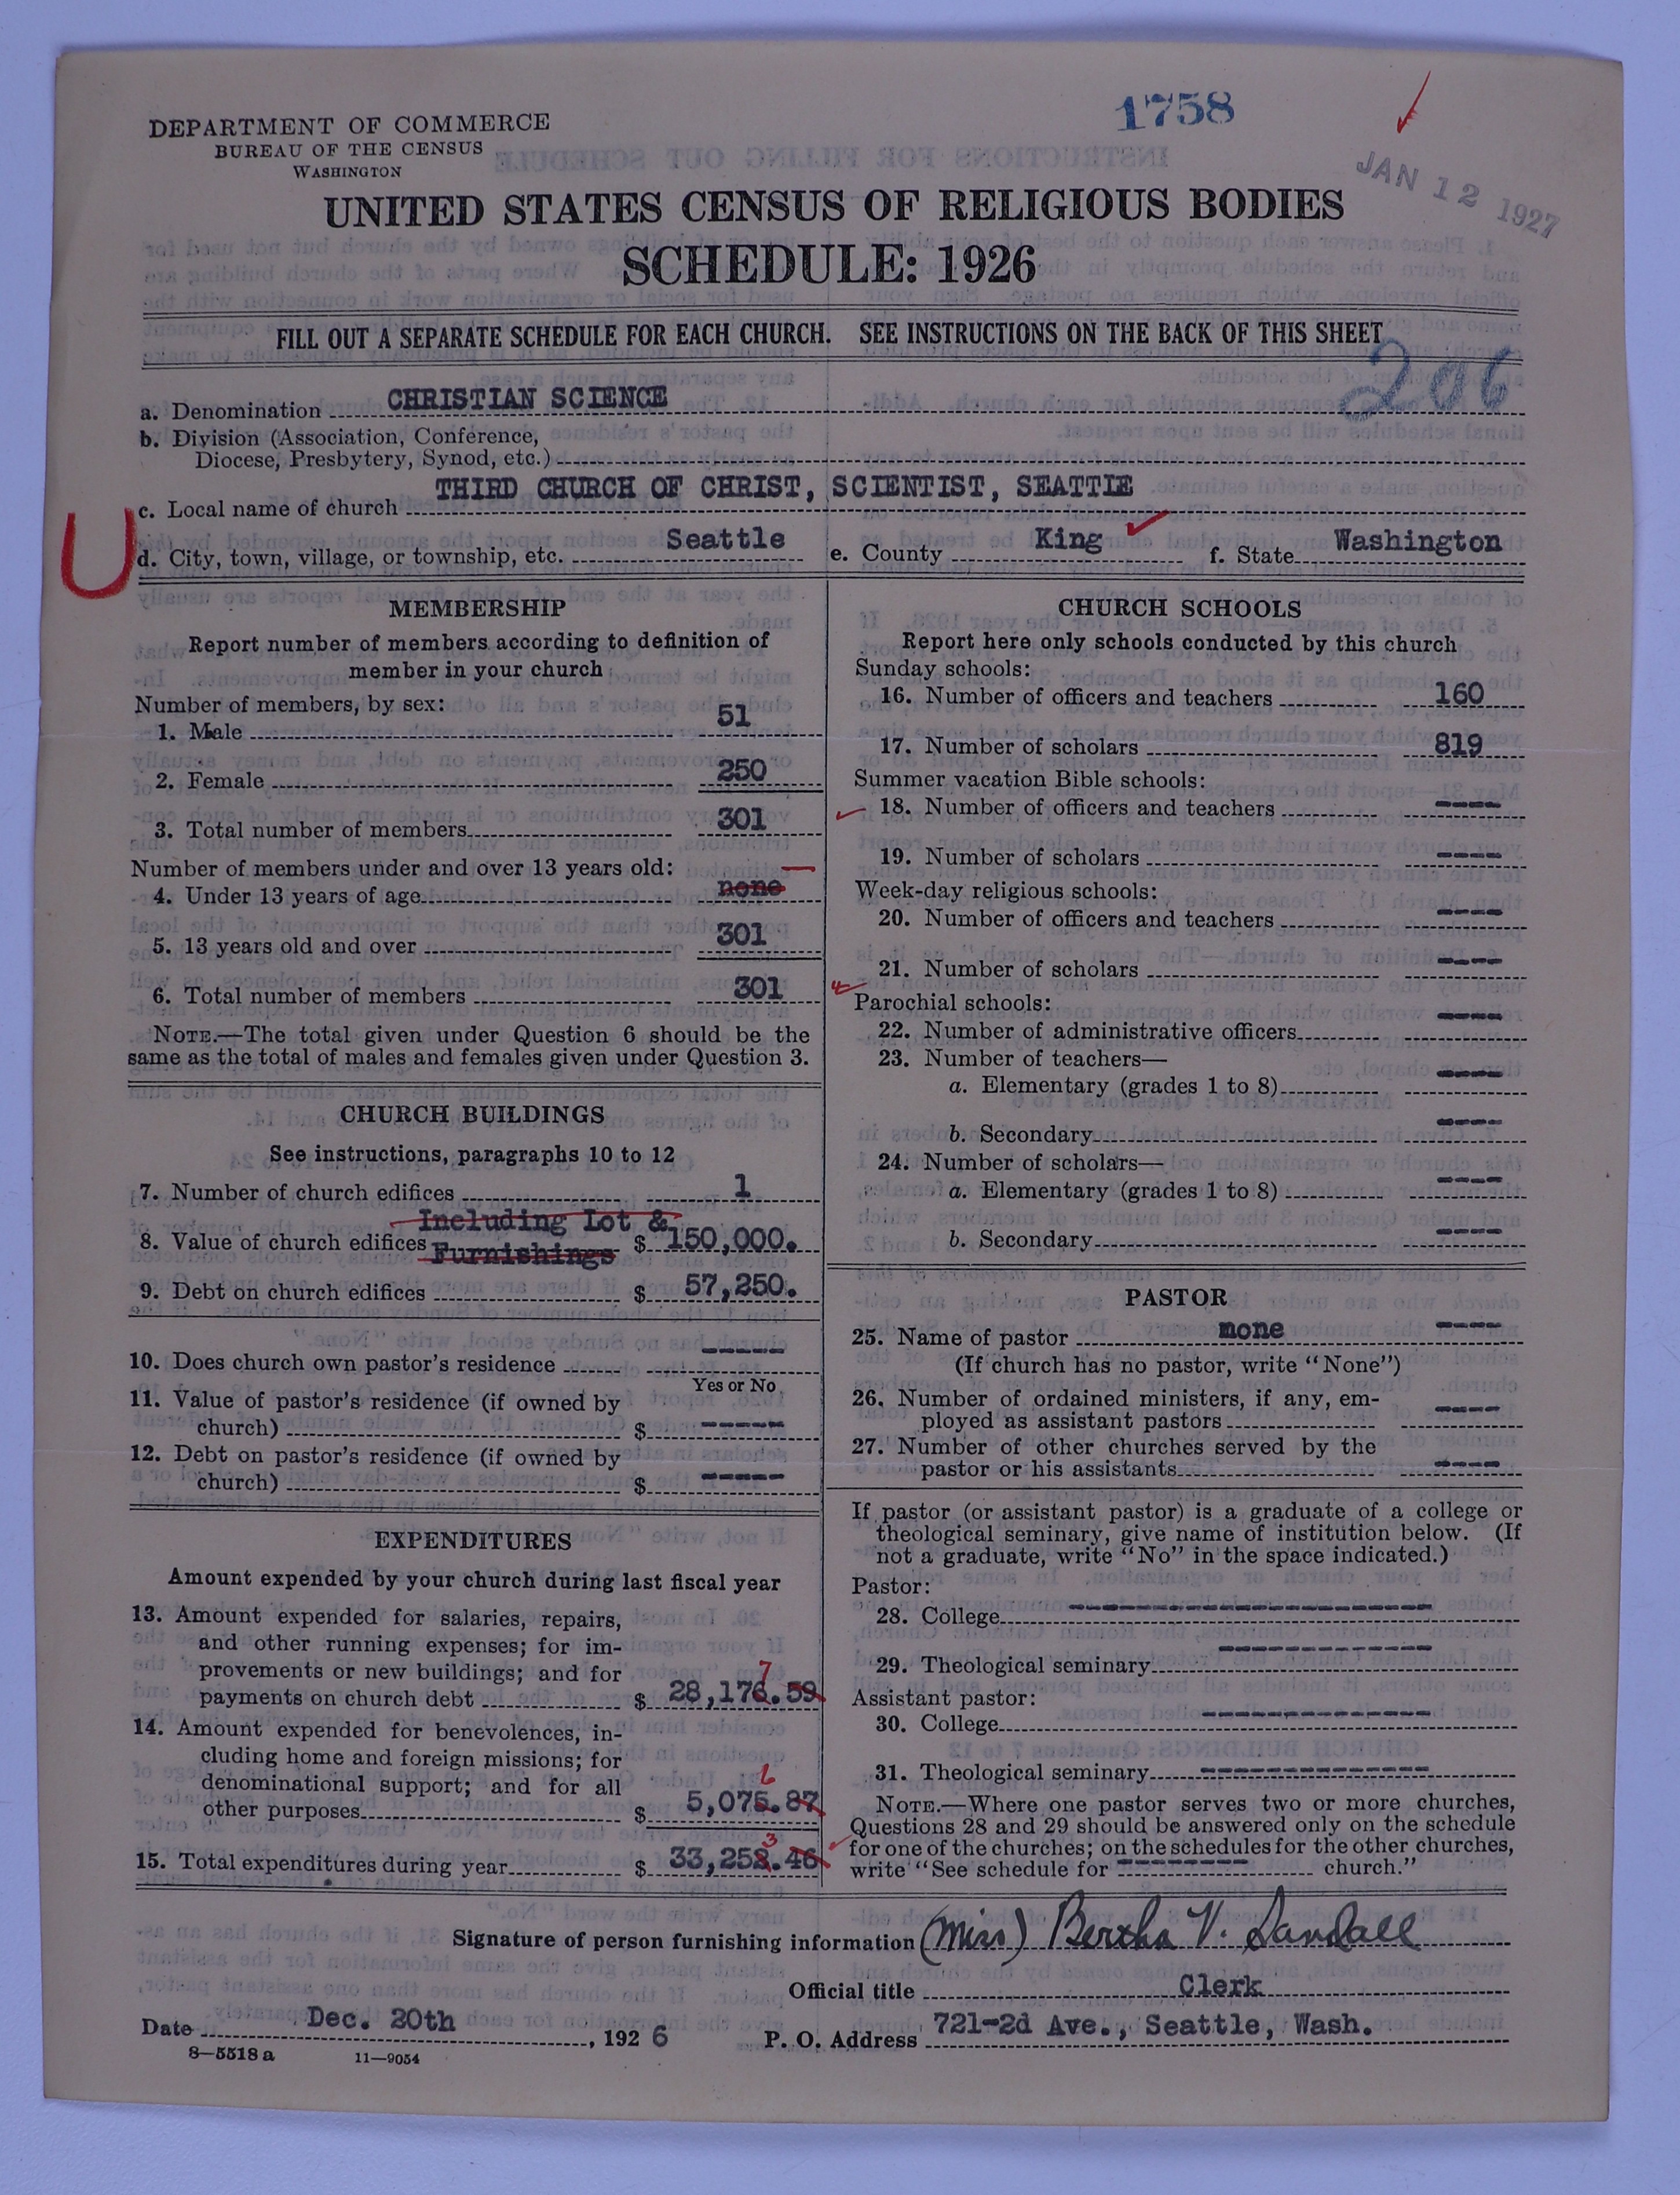 1758
DEPARTMENT OF COMMERCE
BUREAU OF THE CENSUS
WASHINGTON
JAN 12 1927
UNITED STATES CENSUS OF RELIGIOUS BODIES
SCHEDULE: 1926
FILL OUT A SEPARATE SCHEDULE FOR EACH CHURCH. SEE INSTRUCTIONS ON THE BACK OF THIS SHEET
206
a. Denomination CHRISTIAN SCIENCE
b. Division (Association, Conference,
Diocese, Presbytery, Synod, etc.)
c. Local name of church THIRD CHURCH OF CHRIST, SCIENTIST, SEATTLE
U
d. City, town, village, or township, etc. Seattle e. County King f. State Washington
MEMBERSHIP
Report number of members according to definition of
member in your church
Number of members, by sex:
1. Male 51
2. Female 250
3. Total number of members 301
Number of members under and over 13 years old:
4. Under 13 years of age none
5. 13 years old and over 301
6. Total number of members 301
NOTE.—The total given under Question 6 should be the
same as the total of males and females given under Question 3.
CHURCH BUILDINGS
See instructions, paragraphs 10 to 12
7. Number of church edifices 1
Including Lot &
8. Value of church edifices Furnishings $ 150,000.
9. Debt on church edifices $ 57,250.
10. Does church own pastor's residence -----
Yes or No
11. Value of pastor's residence (if owned by
church) $ -----
12. Debt on pastor's residence (if owned by
church) $ -----
EXPENDITURES
Amount expended by your church during last fiscal year
13. Amount expended for salaries, repairs,
and other running expenses; for im-
provements or new buildings; and for
7
payments on church debt $ 28,176.59
14. Amount expended for benevolences, in-
cluding home and foreign missions; for
denominational support; and for all
6
other purposes $ 5,075.87
3
15. Total expenditures during year $ 33,252.46
CHURCH SCHOOLS
Report here only schools conducted by this church
Sunday schools:
16. Number of officers and teachers 160
17. Number of scholars 819
Summer vacation Bible schools:
18. Number of officers and teachers ----
19. Number of scholars ----
Week-day religious schools:
20. Number of officers and teachers ----
21. Number of scholars ----
Parochial schools:
22. Number of administrative officers ----
23. Number of teachers—
a. Elementary (grades 1 to 8) ----
b. Secondary ----
24. Number of scholars—
a. Elementary (grades 1 to 8) ----
b. Secondary ----
PASTOR
25. Name of pastor none ----
(If church has no pastor, write "None")
26. Number of ordained ministers, if any, em-
ployed as assistant pastors ----
27. Number of other churches served by the
pastor or his assistants ----
If pastor (or assistant pastor) is a graduate of a college or
theological seminary, give name of institution below. (If
not a graduate, write "No" in the space indicated.)
Pastor:
28. College
29. Theological seminary
Assistant pastor:
30. College
31. Theological seminary
NOTE.—Where one pastor serves two or more churches,
Questions 28 and 29 should be answered only on the schedule
for one of the churches; on the schedules for the other churches,
write "See schedule for -------- church."
Signature of person furnishing information (Miss) Bertha V. Sandall
Official title Clerk
Date Dec. 20th, 1926 P. O. Address 721-2d Ave., Seattle, Wash.
8—5518 a 11—9054